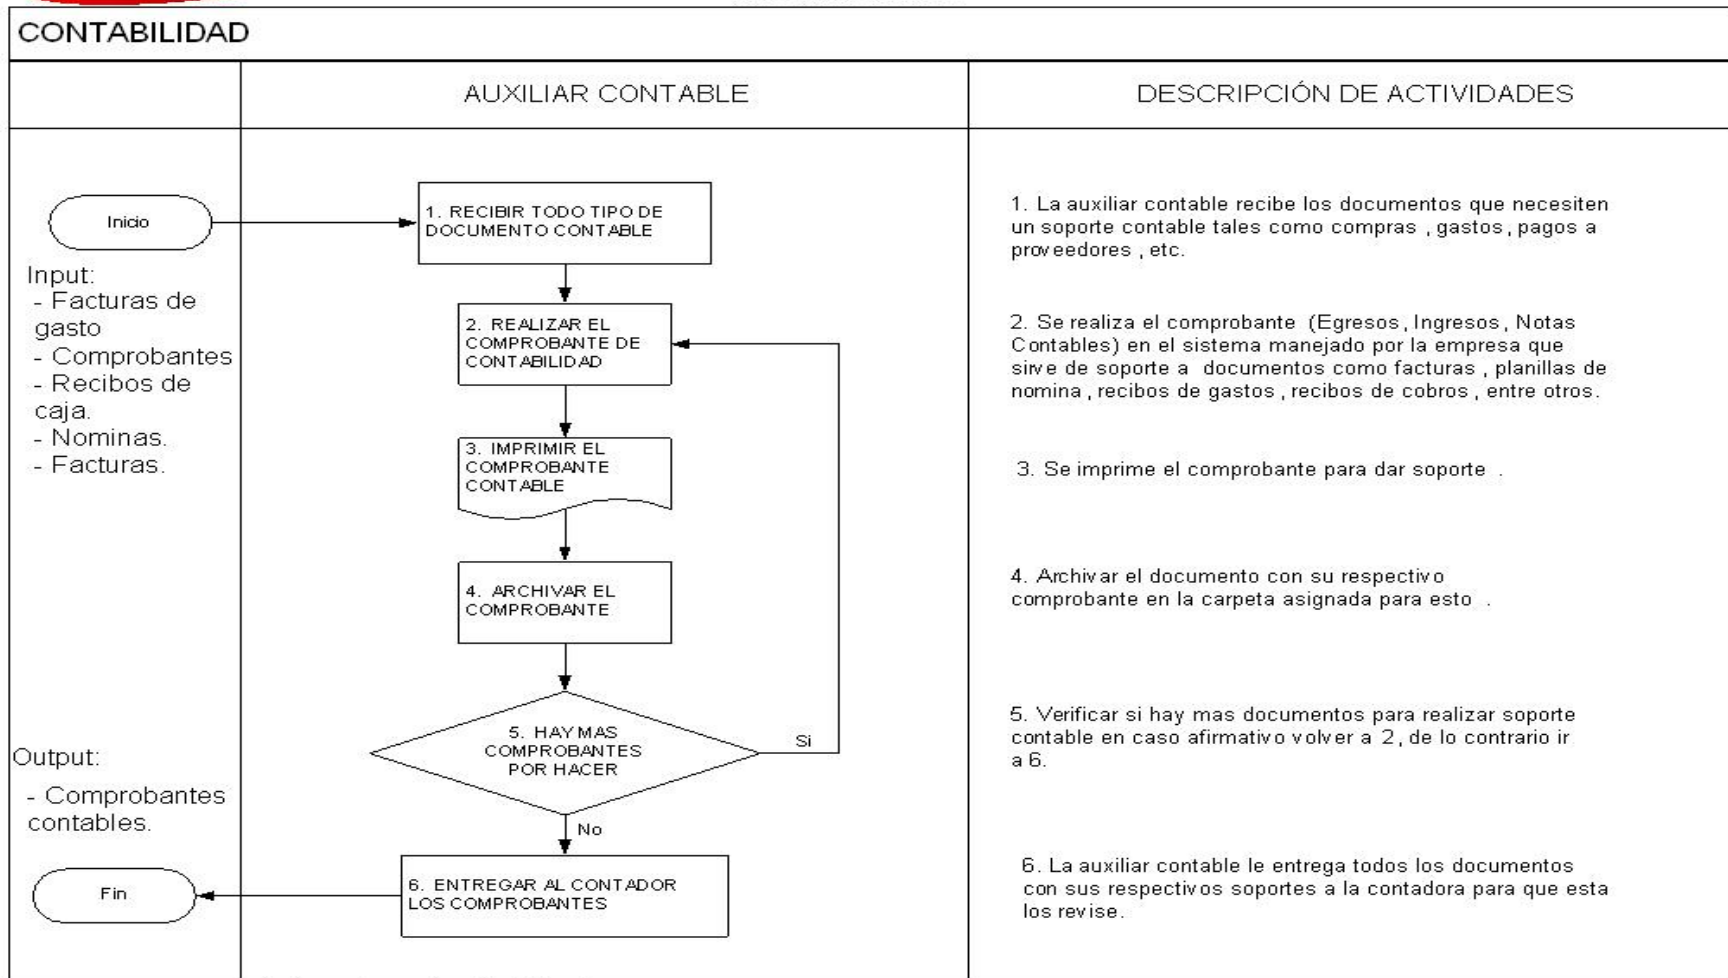 CONTABILIDAD
AUXILIAR CONTABLE
DESCRIPCIÓN DE ACTIVIDADES
Inicio
Input:
- Facturas de
gasto
- Comprobantes
- Recibos de
caja.
- Nominas.
- Facturas.
Output:
- Comprobantes
contables.
Fin
1. RECIBIR TODO TIPO DE
DOCUMENTO CONTABLE
2. REALIZAR EL
COMPROBANTE DE
CONTABILIDAD
3. IMPRIMIR EL
COMPROBANTE
CONTABLE
4. ARCHIVAR EL
COMPROBANTE
5. HAY MAS
COMPROBANTES
POR HACER
Si
No
6. ENTREGAR AL CONTADOR
LOS COMPROBANTES
1. La auxiliar contable recibe los documentos que necesiten
un soporte contable tales como compras , gastos , pagos a
proveedores , etc.
2. Se realiza el comprobante (Egresos , Ingresos , Notas
Contables) en el sistema manejado por la empresa que
sirve de soporte a documentos como facturas , planillas de
nomina , recibos de gastos , recibos de cobros , entre otros.
3. Se imprime el comprobante para dar soporte .
4. Archivar el documento con su respectivo
comprobante en la carpeta asignada para esto .
5. Verificar si hay mas documentos para realizar soporte
contable en caso afirmativo volver a 2, de lo contrario ir
a 6.
6. La auxiliar contable le entrega todos los documentos
con sus respectivos soportes a la contadora para que esta
los revise.